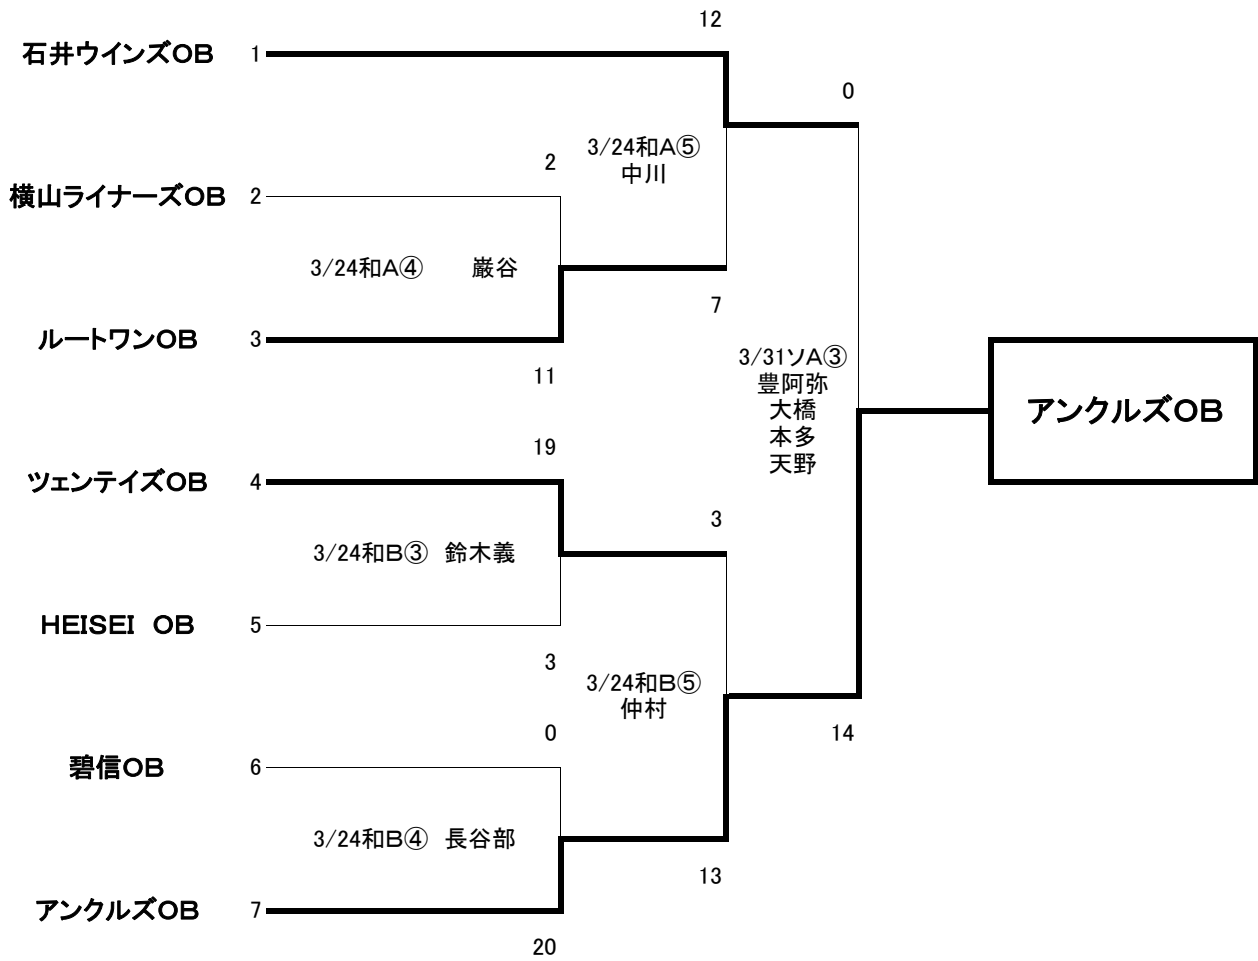 12
石井ウインズOB 1
0
3/24和A⑤
中川
2
横山ライナーズOB 2
3/24和A④ 巌谷
7
ルートワンOB 3
11
3/31ソA③
豊阿弥
大橋
本多
天野
アンクルズOB
19
ツェンテイズOB 4
3
3/24和B③ 鈴木義
HEISEI OB 5
3
3/24和B⑤
仲村
0
14
碧信OB 6
3/24和B④ 長谷部
13
アンクルズOB 7
20